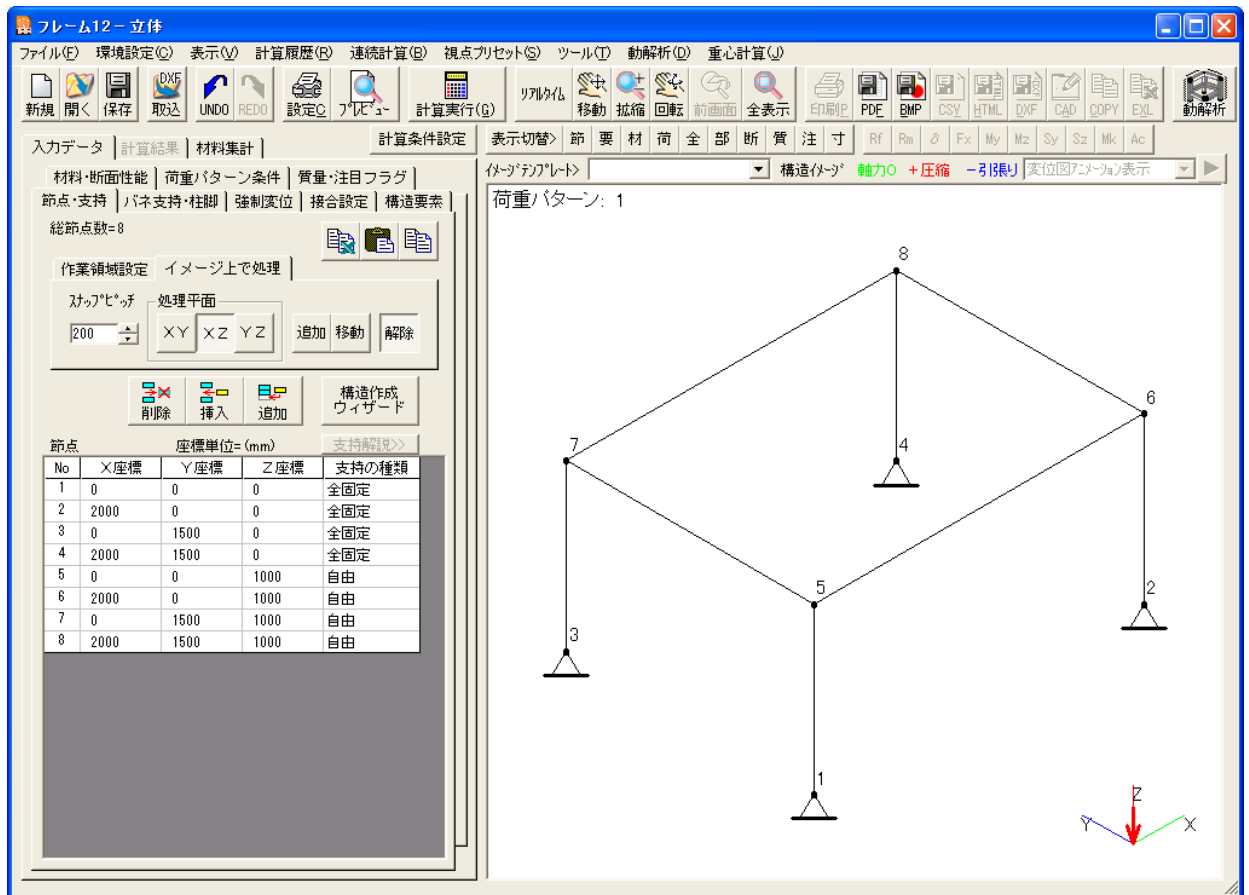 フレーム12－立体
ファイル(F) 環境設定(C) 表示(V) 計算履歴(R) 連続計算(B) 視点プリセット(S) ツール(T) 動解析(D) 重心計算(J)
新規 開く 保存 DXF 取込 UNDO REDO 設定C プレビュー 計算実行(G) リアルタイム 移動 拡縮 回転 前画面 全表示 印刷P PDF BMP CSV HTML DXF CAD COPY EXL 動解析
入力データ 計算結果 材料集計 計算条件設定
表示切替> 節 要 材 荷 全 部 断 質 注 寸 Rf Rm δ Fx My Mz Sy Sz Mk Ac
イメージテンプレート> 構造イメージ 軸力0 +圧縮 -引張り 変位図アニメーション表示
材料・断面性能 荷重パターン条件 質量・注目フラグ
節点・支持 バネ支持・柱脚 強制変位 接合設定 構造要素
総節点数=8
作業領域設定 イメージ上で処理
スナップピッチ 処理平面
200 XY XZ YZ 追加 移動 解除
削除 挿入 追加 構造作成ウィザード
節点 座標単位=(mm) 支持解説>>
No X座標 Y座標 Z座標 支持の種類
1 0 0 0 全固定
2 2000 0 0 全固定
3 0 1500 0 全固定
4 2000 1500 0 全固定
5 0 0 1000 自由
6 2000 0 1000 自由
7 0 1500 1000 自由
8 2000 1500 1000 自由
荷重パターン: 1
8
6
7
4
5
2
3
1
Z
Y
X